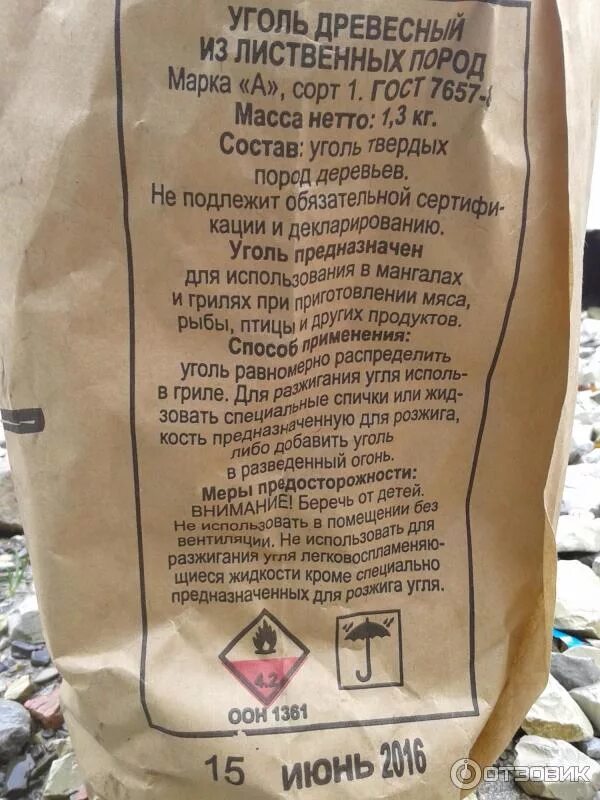 УГОЛЬ ДРЕВЕСНЫЙ
ИЗ ЛИСТВЕННЫХ ПОРОД
Марка «А», сорт 1. ГОСТ 7657-
Масса нетто: 1,3 кг.
Состав: уголь твердых
пород деревьев.
Не подлежит обязательной сертифи-
кации и декларированию.
Уголь предназначен
для использования в мангалах
и грилях при приготовлении мяса,
рыбы, птицы и других продуктов.
Способ применения:
уголь равномерно распределить
в гриле. Для разжигания угля исполь-
зовать специальные спички или жид-
кость предназначенную для розжига,
либо добавить уголь
в разведенный огонь.
Меры предосторожности:
ВНИМАНИЕ! Беречь от детей.
Не использовать в помещении без
вентиляции. Не использовать для
разжигания угля легковоспламеняю-
щиеся жидкости кроме специально
предназначенных для розжига угля.
4.2
ООН 1361
15 ИЮНЬ 2016
ОТЗОВИК